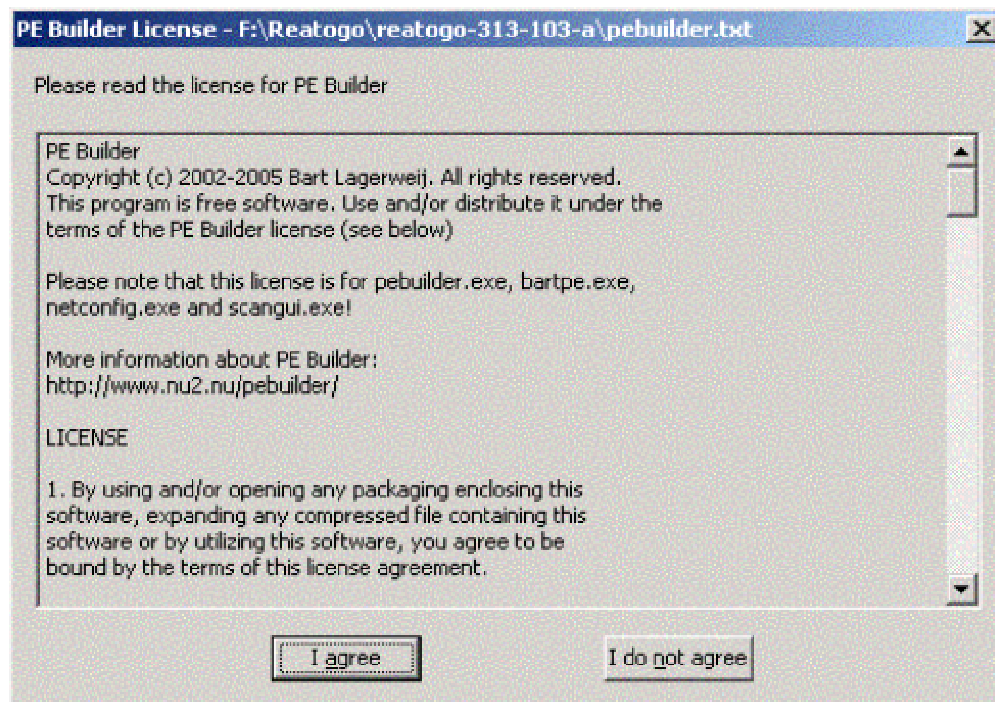 PE Builder License - F:\Reatogo\reatogo-313-103-a\pebuilder.txt
Please read the license for PE Builder
PE Builder
Copyright (c) 2002-2005 Bart Lagerweij. All rights reserved.
This program is free software. Use and/or distribute it under the
terms of the PE Builder license (see below)
Please note that this license is for pebuilder.exe, bartpe.exe,
netconfig.exe and scangui.exe!
More information about PE Builder:
http://www.nu2.nu/pebuilder/
LICENSE
1. By using and/or opening any packaging enclosing this
software, expanding any compressed file containing this
software or by utilizing this software, you agree to be
bound by the terms of this license agreement.
I agree
I do not agree